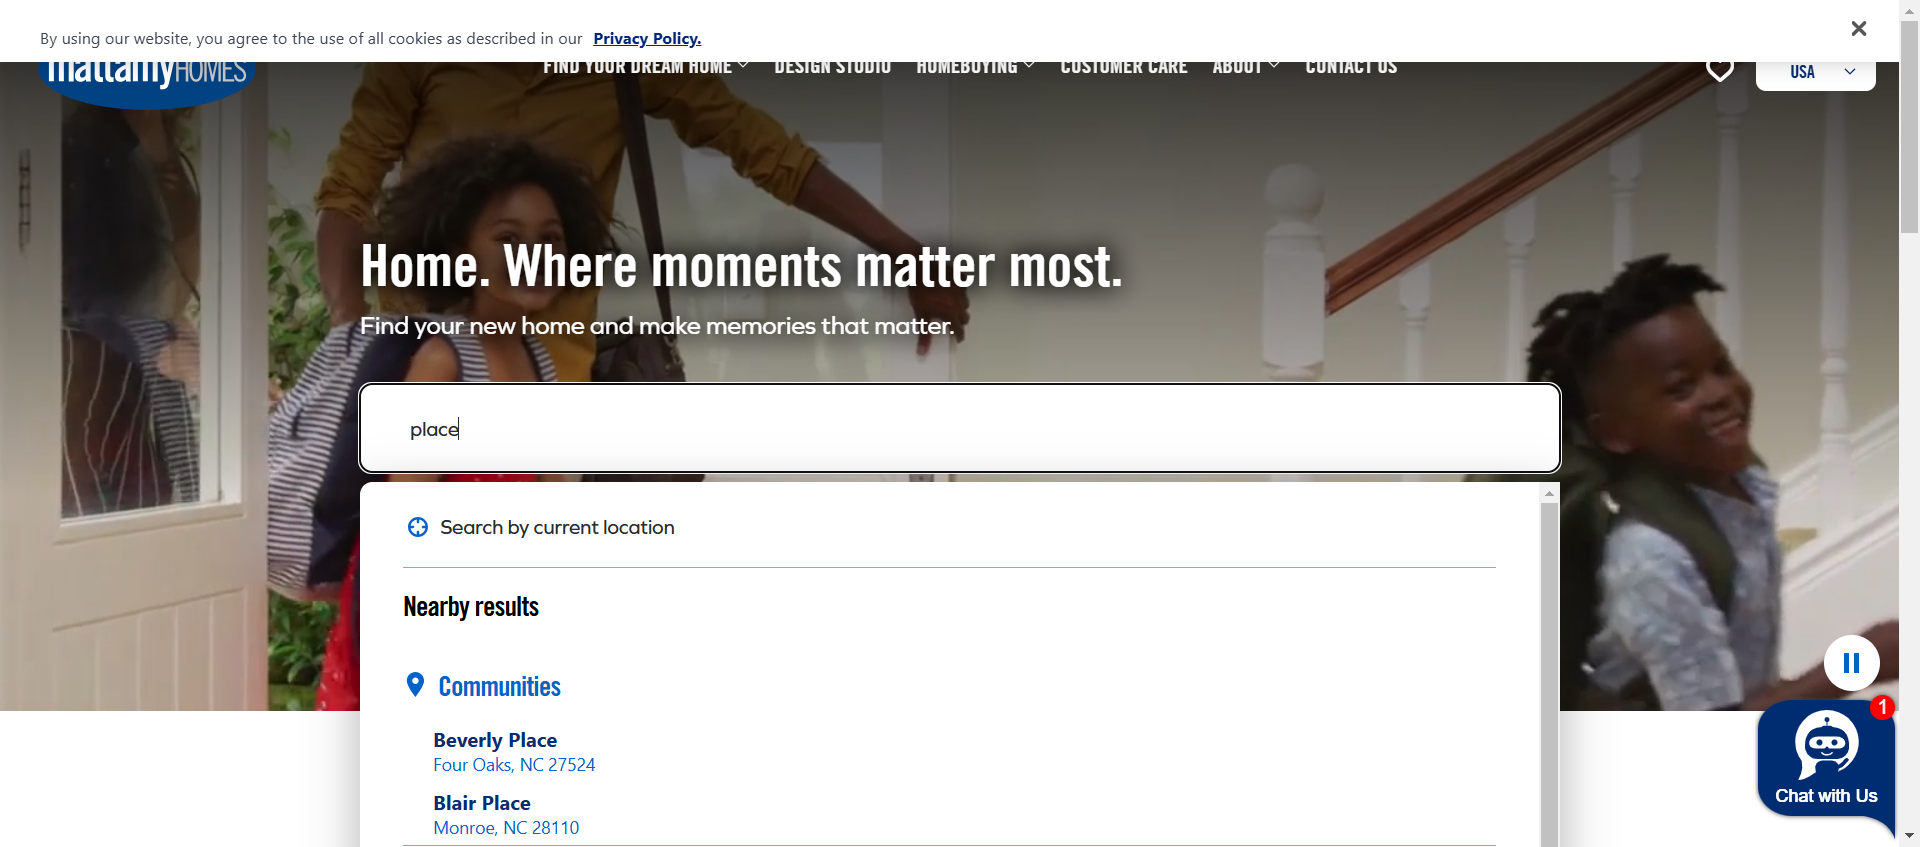 By using our website, you agree to the use of all cookies as described in our Privacy Policy.
mattamyHOMES
FIND YOUR DREAM HOME
DESIGN STUDIO
HOMEBUYING
CUSTOMER CARE
ABOUT
CONTACT US
USA
Home. Where moments matter most.
Find your new home and make memories that matter.
place
Search by current location
Nearby results
Communities
Beverly Place
Four Oaks, NC 27524
Blair Place
Monroe, NC 28110
1
Chat with Us